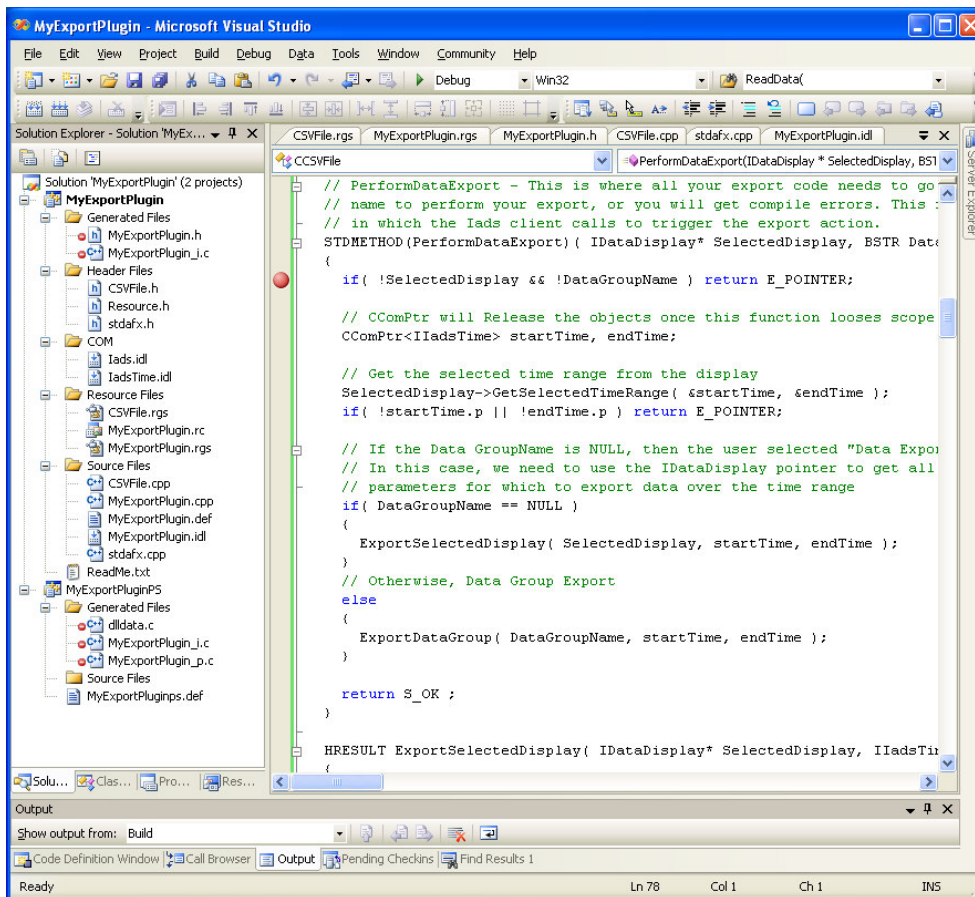 MyExportPlugin - Microsoft Visual Studio
File Edit View Project Build Debug Data Tools Window Community Help
Debug Win32 ReadData(
Solution Explorer - Solution 'MyEx...
CSVFile.rgs MyExportPlugin.rgs MyExportPlugin.h CSVFile.cpp stdafx.cpp MyExportPlugin.idl
CCSVFile PerformDataExport(IDataDisplay * SelectedDisplay, BST
Server Explorer
Solution 'MyExportPlugin' (2 projects)
MyExportPlugin
Generated Files
MyExportPlugin.h
MyExportPlugin_i.c
Header Files
CSVFile.h
Resource.h
stdafx.h
COM
Iads.idl
IadsTime.idl
Resource Files
CSVFile.rgs
MyExportPlugin.rc
MyExportPlugin.rgs
Source Files
CSVFile.cpp
MyExportPlugin.cpp
MyExportPlugin.def
MyExportPlugin.idl
stdafx.cpp
ReadMe.txt
MyExportPluginPS
Generated Files
dlldata.c
MyExportPlugin_i.c
MyExportPlugin_p.c
Source Files
MyExportPluginps.def
Solu... Clas... Pro... Res...
// PerformDataExport - This is where all your export code needs to go
// name to perform your export, or you will get compile errors. This
// in which the Iads client calls to trigger the export action.
STDMETHOD(PerformDataExport)( IDataDisplay* SelectedDisplay, BSTR Data
{
if( !SelectedDisplay && !DataGroupName ) return E_POINTER;
// CComPtr will Release the objects once this function looses scope
CComPtr<IIadsTime> startTime, endTime;
// Get the selected time range from the display
SelectedDisplay->GetSelectedTimeRange( &startTime, &endTime );
if( !startTime.p || !endTime.p ) return E_POINTER;
// If the Data GroupName is NULL, then the user selected "Data Expor
// In this case, we need to use the IDataDisplay pointer to get all
// parameters for which to export data over the time range
if( DataGroupName == NULL )
{
ExportSelectedDisplay( SelectedDisplay, startTime, endTime );
}
// Otherwise, Data Group Export
else
{
ExportDataGroup( DataGroupName, startTime, endTime );
}
return S_OK ;
}
HRESULT ExportSelectedDisplay( IDataDisplay* SelectedDisplay, IIadsTim
{
Output
Show output from: Build
Code Definition Window Call Browser Output Pending Checkins Find Results 1
Ready Ln 78 Col 1 Ch 1 INS